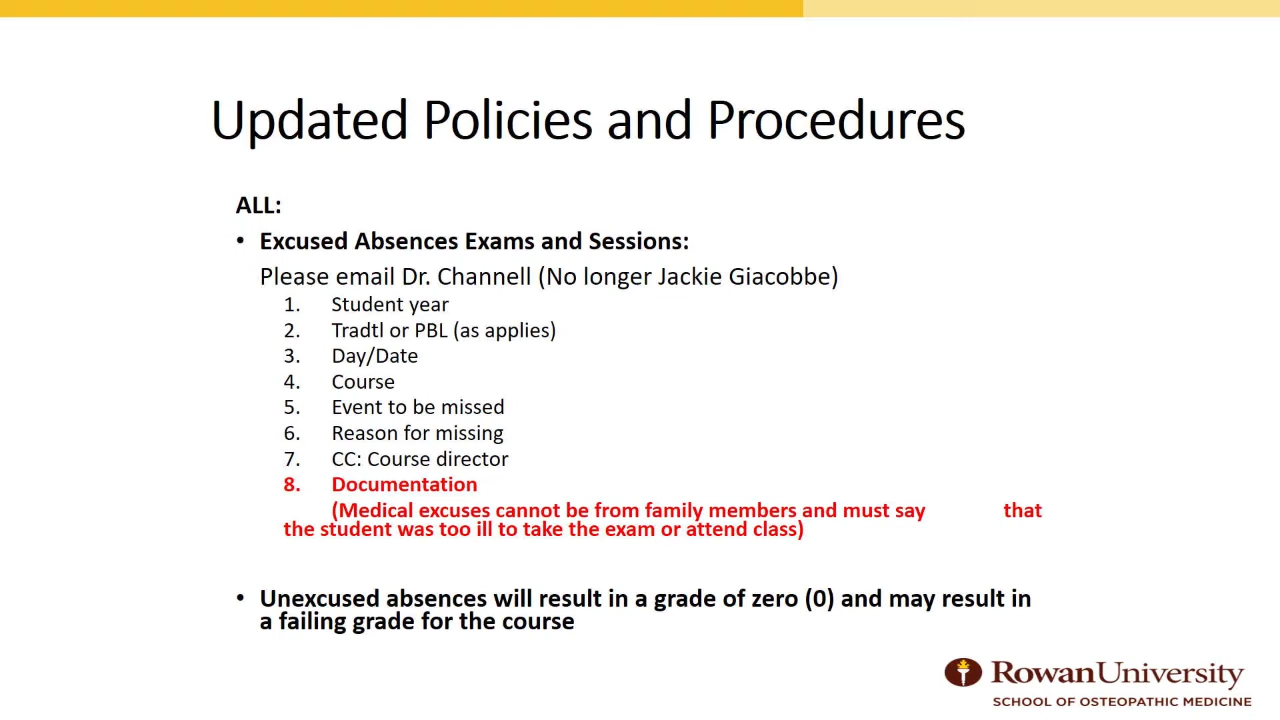 Updated Policies and Procedures
ALL:
• Excused Absences Exams and Sessions:
Please email Dr. Channell (No longer Jackie Giacobbe)
1. Student year
2. Tradtl or PBL (as applies)
3. Day/Date
4. Course
5. Event to be missed
6. Reason for missing
7. CC: Course director
8. Documentation
(Medical excuses cannot be from family members and must say that
the student was too ill to take the exam or attend class)
• Unexcused absences will result in a grade of zero (0) and may result in
a failing grade for the course
RowanUniversity
SCHOOL OF OSTEOPATHIC MEDICINE